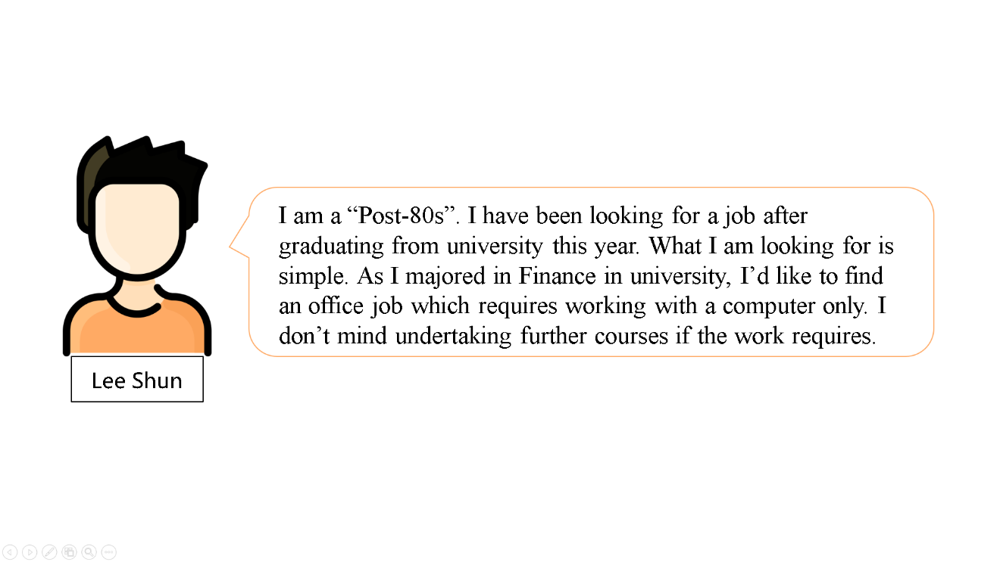 I am a “Post-80s”. I have been looking for a job after
graduating from university this year. What I am looking for is
simple. As I majored in Finance in university, I’d like to find
an office job which requires working with a computer only. I
don’t mind undertaking further courses if the work requires.
Lee Shun